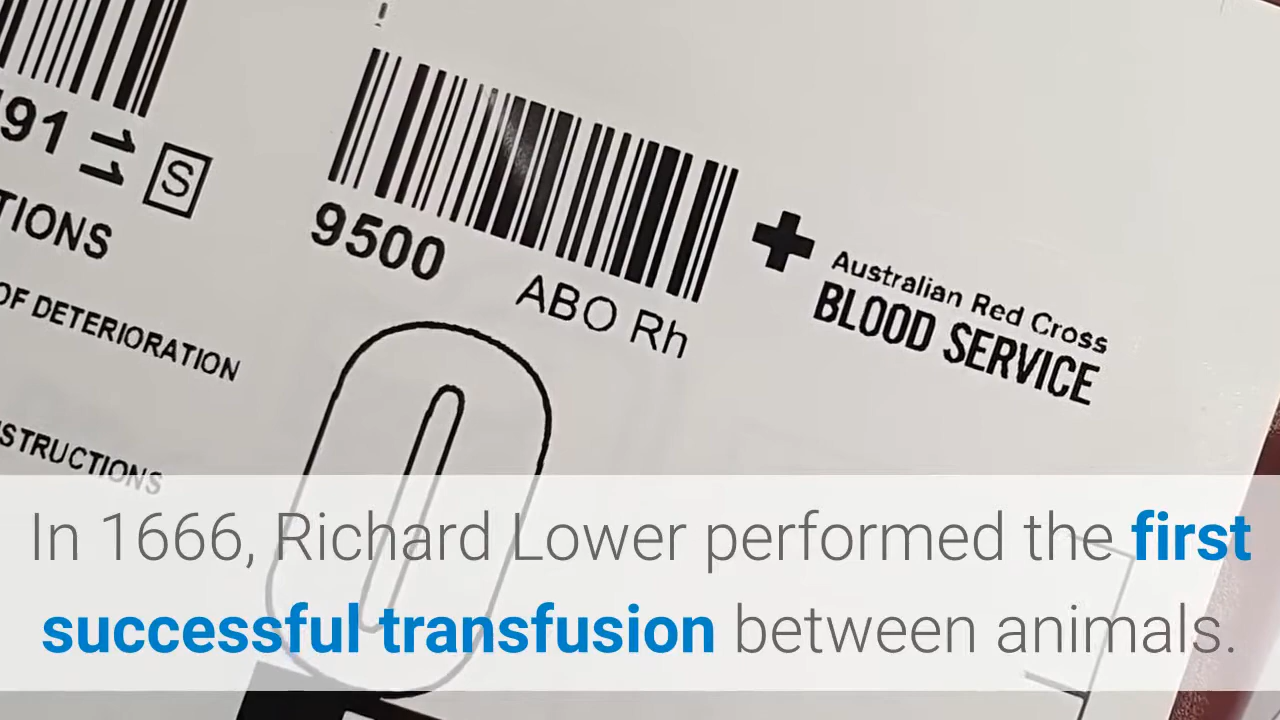 91
S
TIONS
OF DETERIORATION
STRUCTIONS
9500
ABO Rh
O
Australian Red Cross
BLOOD SERVICE
In 1666, Richard Lower performed the first
successful transfusion between animals.